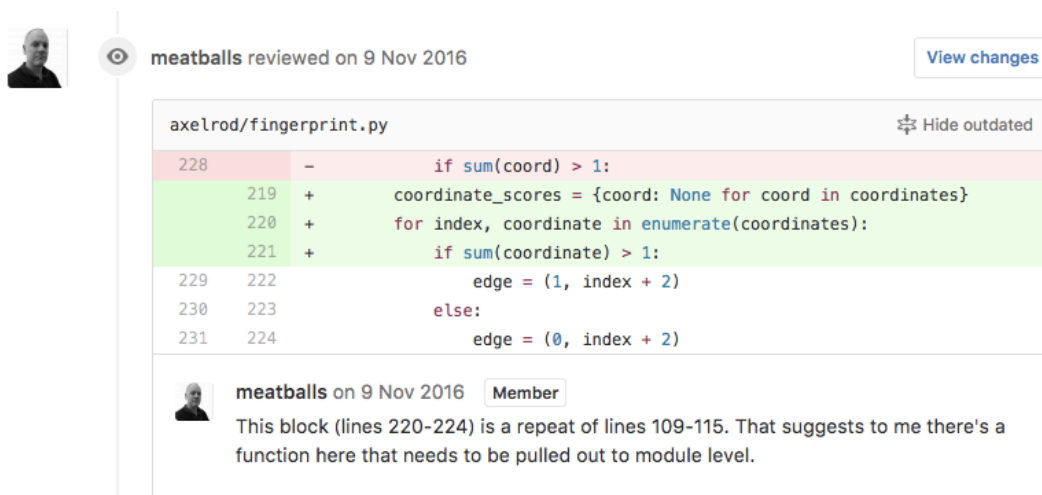 meatballs reviewed on 9 Nov 2016
View changes
axelrod/fingerprint.py
Hide outdated
228 - if sum(coord) > 1:
219 + coordinate_scores = {coord: None for coord in coordinates}
220 + for index, coordinate in enumerate(coordinates):
221 + if sum(coordinate) > 1:
229 222 edge = (1, index + 2)
230 223 else:
231 224 edge = (0, index + 2)
meatballs on 9 Nov 2016 Member
This block (lines 220-224) is a repeat of lines 109-115. That suggests to me there's a
function here that needs to be pulled out to module level.